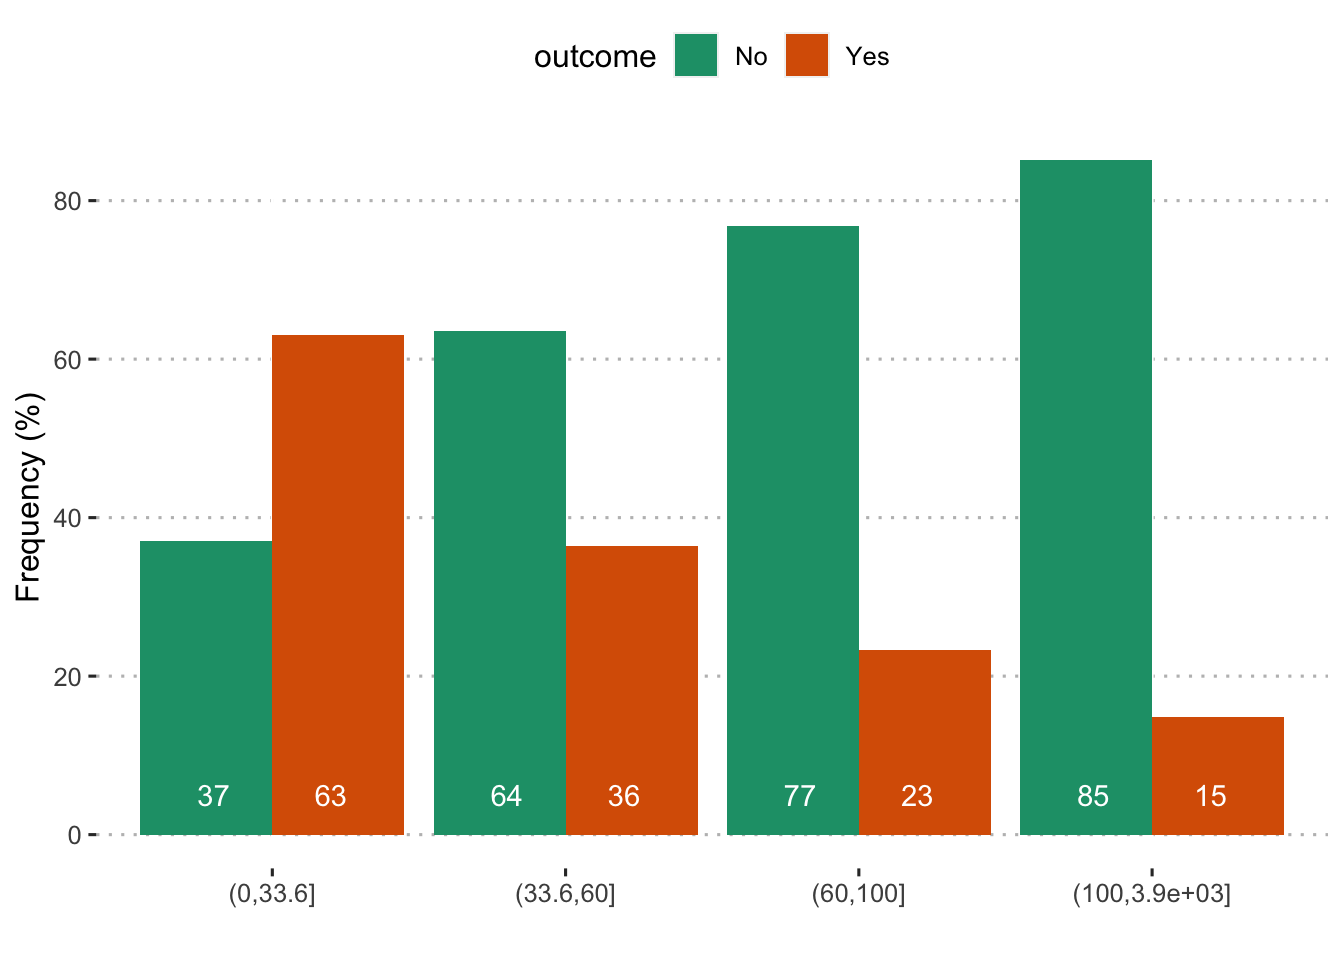 outcome No Yes
Frequency (%)
80
60
40
20
0
37 63 64 36 77 23 85 15
(0,33.6] (33.6,60] (60,100] (100,3.9e+03]